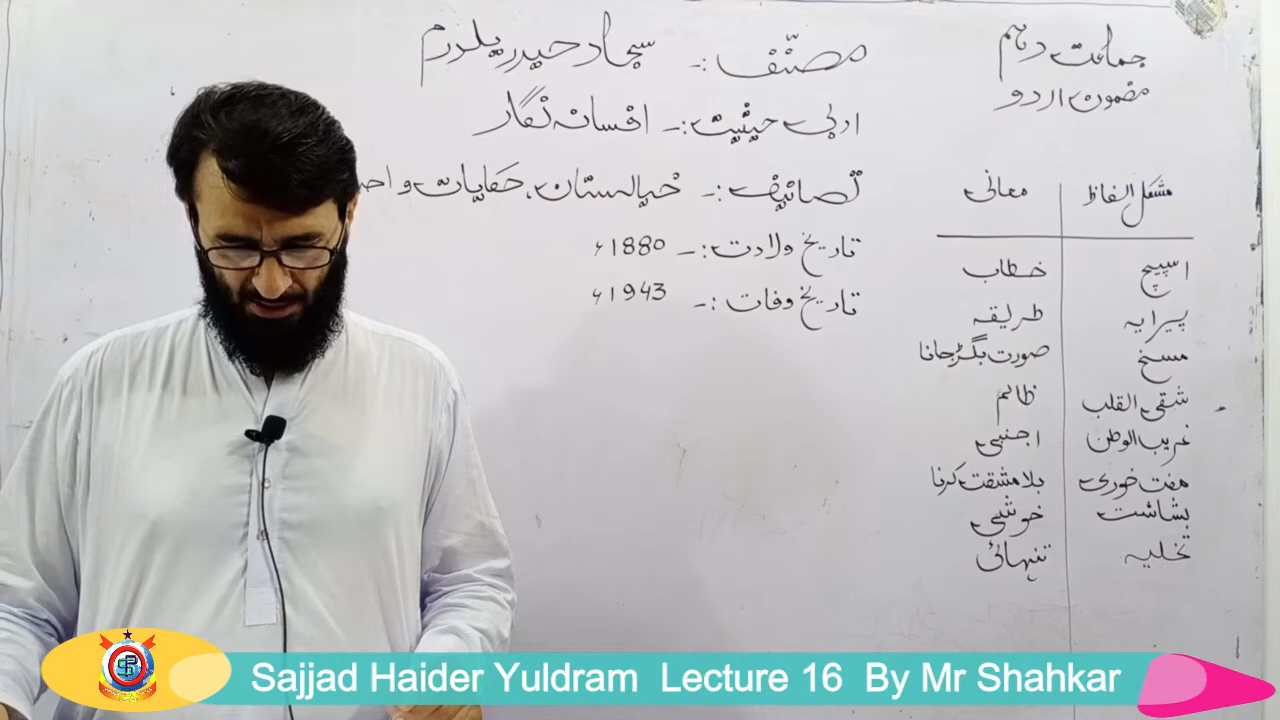 جماعت دہم
مضمون اردو
مصنّف :۔ سجاد حیدر یلدرم
ادبی حیثیت :۔ افسانہ نگار
تصانیف :۔ خیالستان، حکایات و
تاریخ ولادت :۔ 1880ء
تاریخ وفات :۔ 1943ء
مشکل الفاظ معانی
اسپیچ خطاب
پیرایہ طریقہ
مسخ صورت بگڑ جانا
شقی القلب ظالم
غریب الوطن اجنبی
مفت خوری بلا مشقت کرنا
بشاشت خوشی
تخلیہ تنہائی
Sajjad Haider Yuloram Lecture 16 By Mr Shahkar